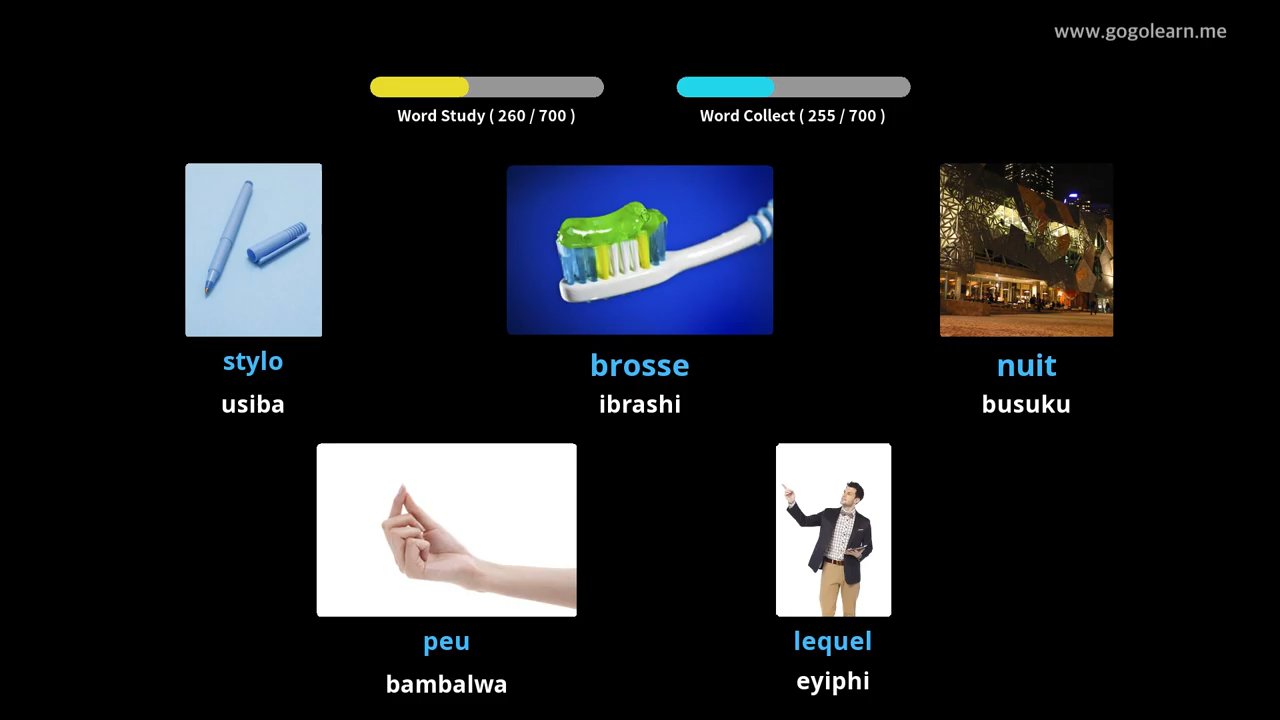 www.gogolearn.me
Word Study ( 260 / 700 )
Word Collect ( 255 / 700 )
stylo
usiba
brosse
ibrashi
nuit
busuku
peu
bambalwa
lequel
eyiphi